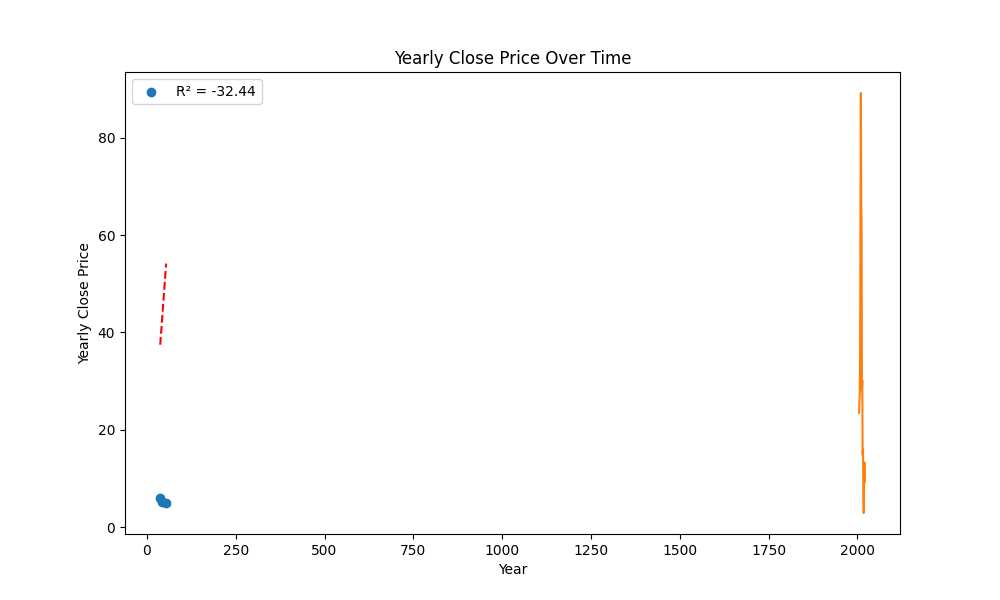 Yearly Close Price Over Time
R² = -32.44
Yearly Close Price
80
60
40
20
0
0 250 500 750 1000 1250 1500 1750 2000
Year